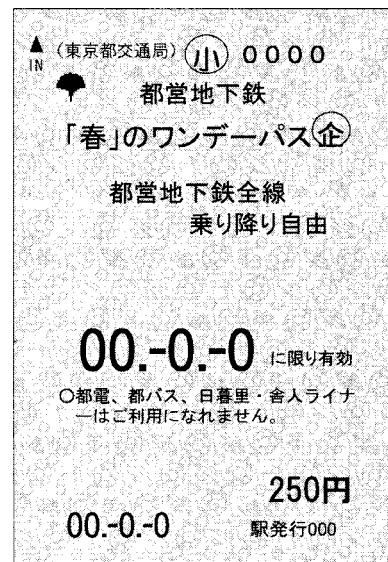 (東京都交通局) 小 0000
IN
都営地下鉄
「春」のワンデーパス企
都営地下鉄全線
乗り降り自由
00.-0.-0 に限り有効
○都電、都バス、日暮里・舎人ライナ
ーはご利用になれません。
250円
00.-0.-0 駅発行000